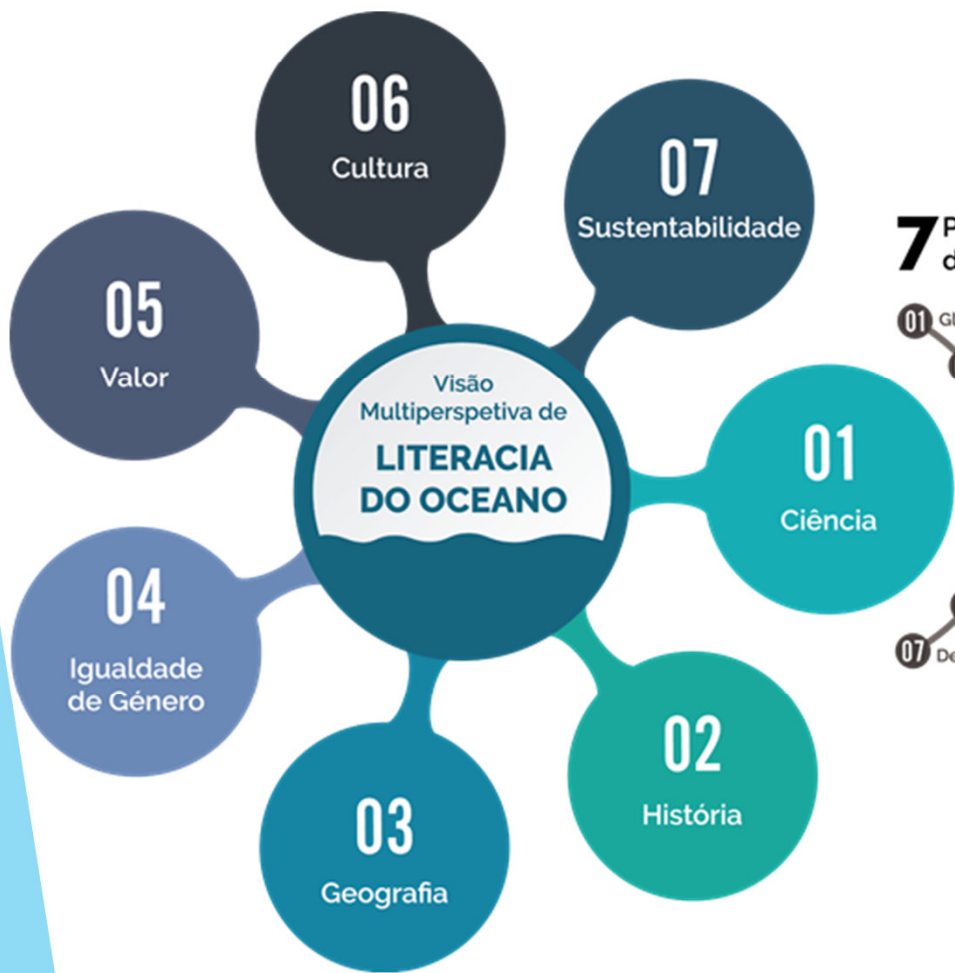 Visão
Multiperspetiva de
LITERACIA
DO OCEANO
01
Ciência
02
História
03
Geografia
04
Igualdade
de Género
05
Valor
06
Cultura
07
Sustentabilidade
7
01
07